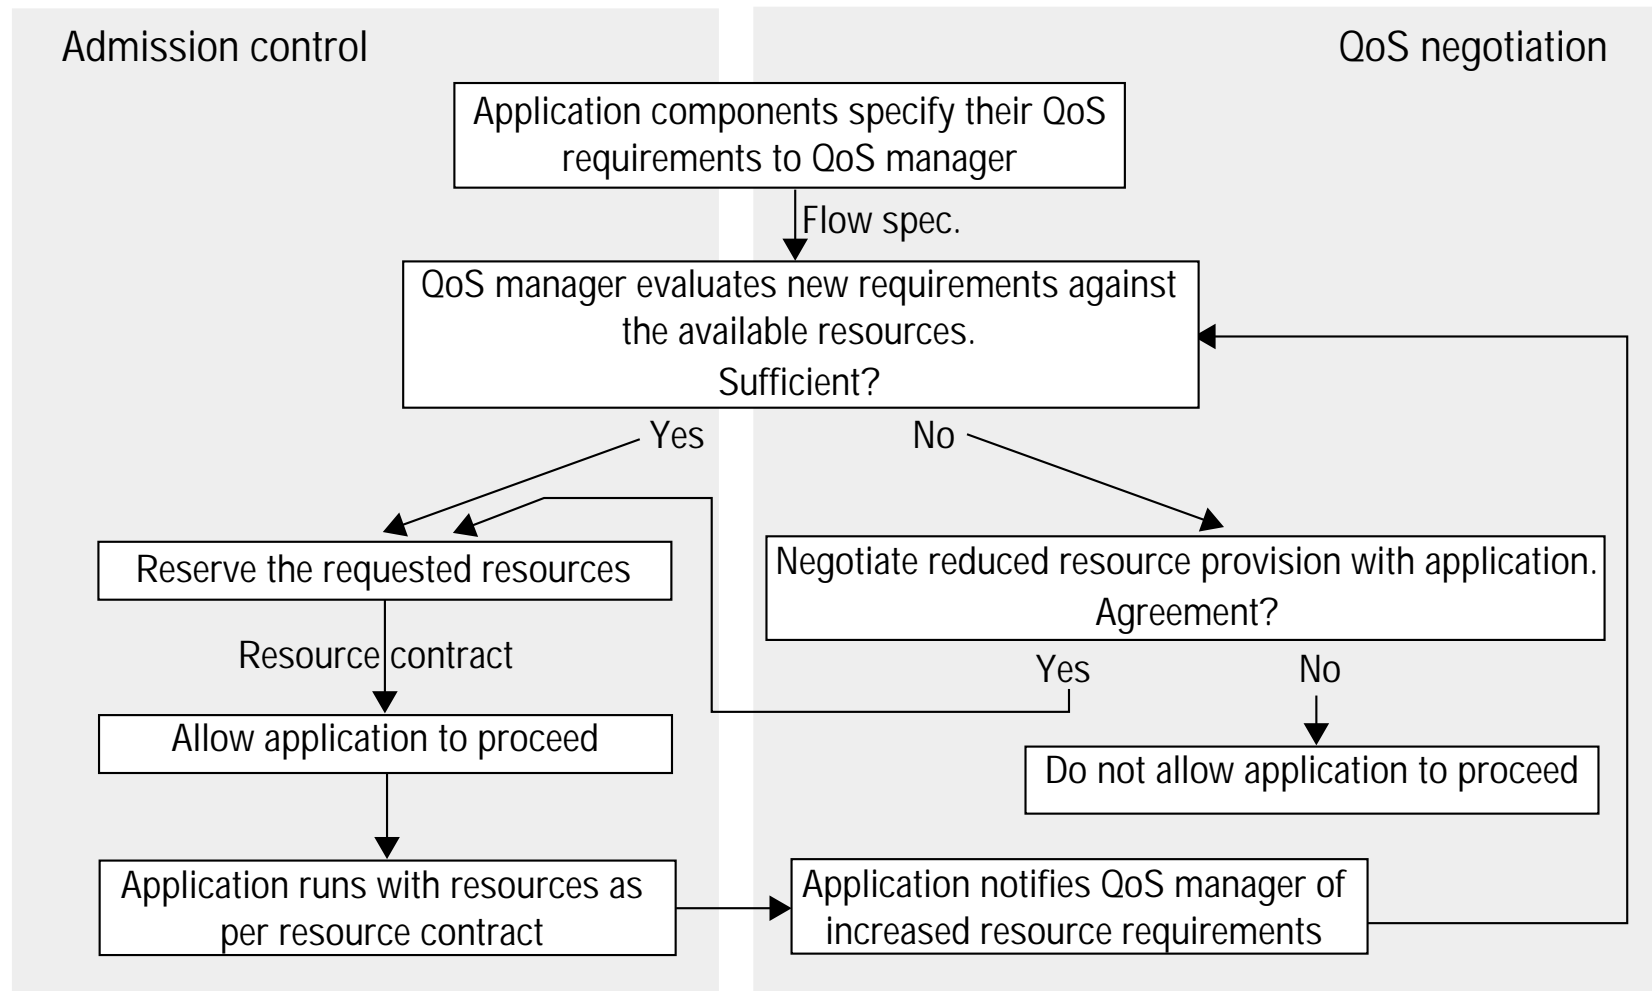 Admission control
QoS negotiation
Application components specify their QoS
requirements to QoS manager
Flow spec.
QoS manager evaluates new requirements against
the available resources.
Sufficient?
Yes
No
Reserve the requested resources
Negotiate reduced resource provision with application.
Agreement?
Resource contract
Yes
No
Allow application to proceed
Do not allow application to proceed
Application runs with resources as
per resource contract
Application notifies QoS manager of
increased resource requirements